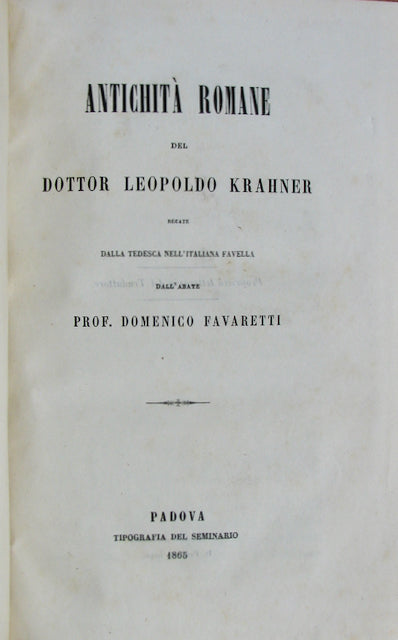 ANTICHITÀ ROMANE
DEL
DOTTOR LEOPOLDO KRAHNER
RECATE
DALLA TEDESCA NELL'ITALIANA FAVELLA
DALL'ABATE
PROF. DOMENICO FAVARETTI
PADOVA
TIPOGRAFIA DEL SEMINARIO
1865